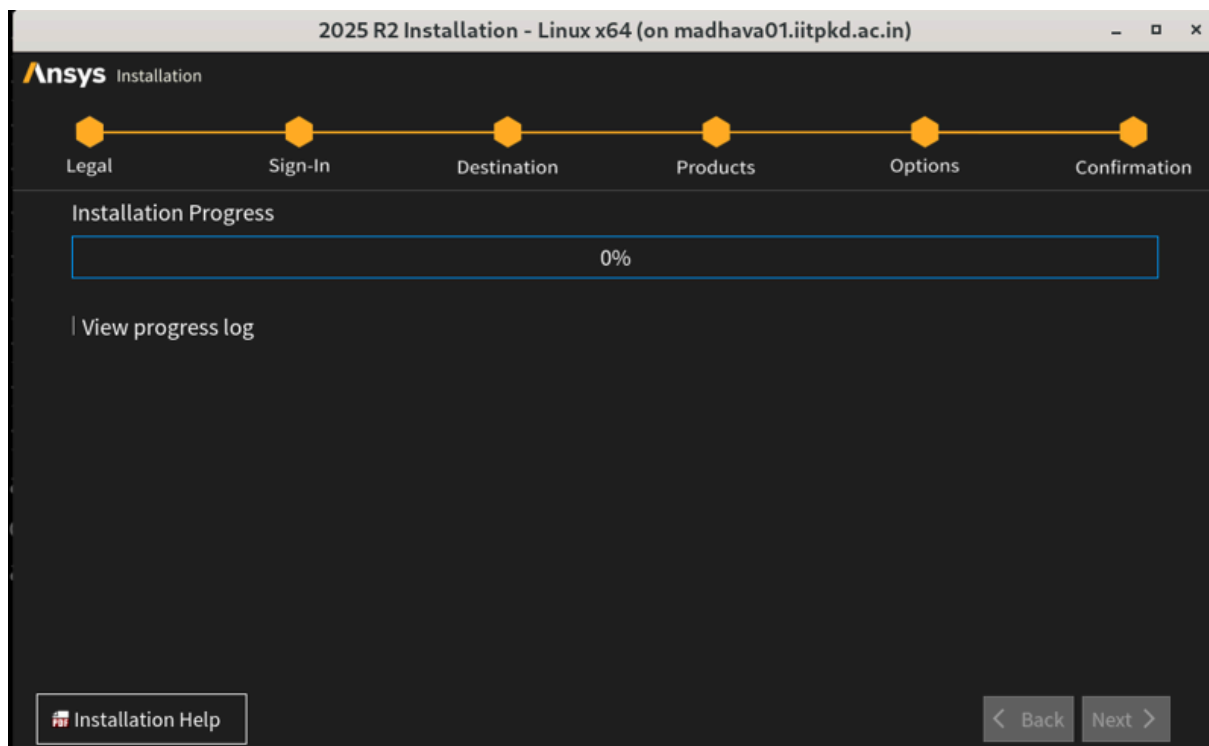 2025 R2 Installation - Linux x64 (on madhava01.iitpkd.ac.in)
Ansys Installation
Legal Sign-In Destination Products Options Confirmation
Installation Progress
0%
View progress log
PDF Installation Help
Back Next